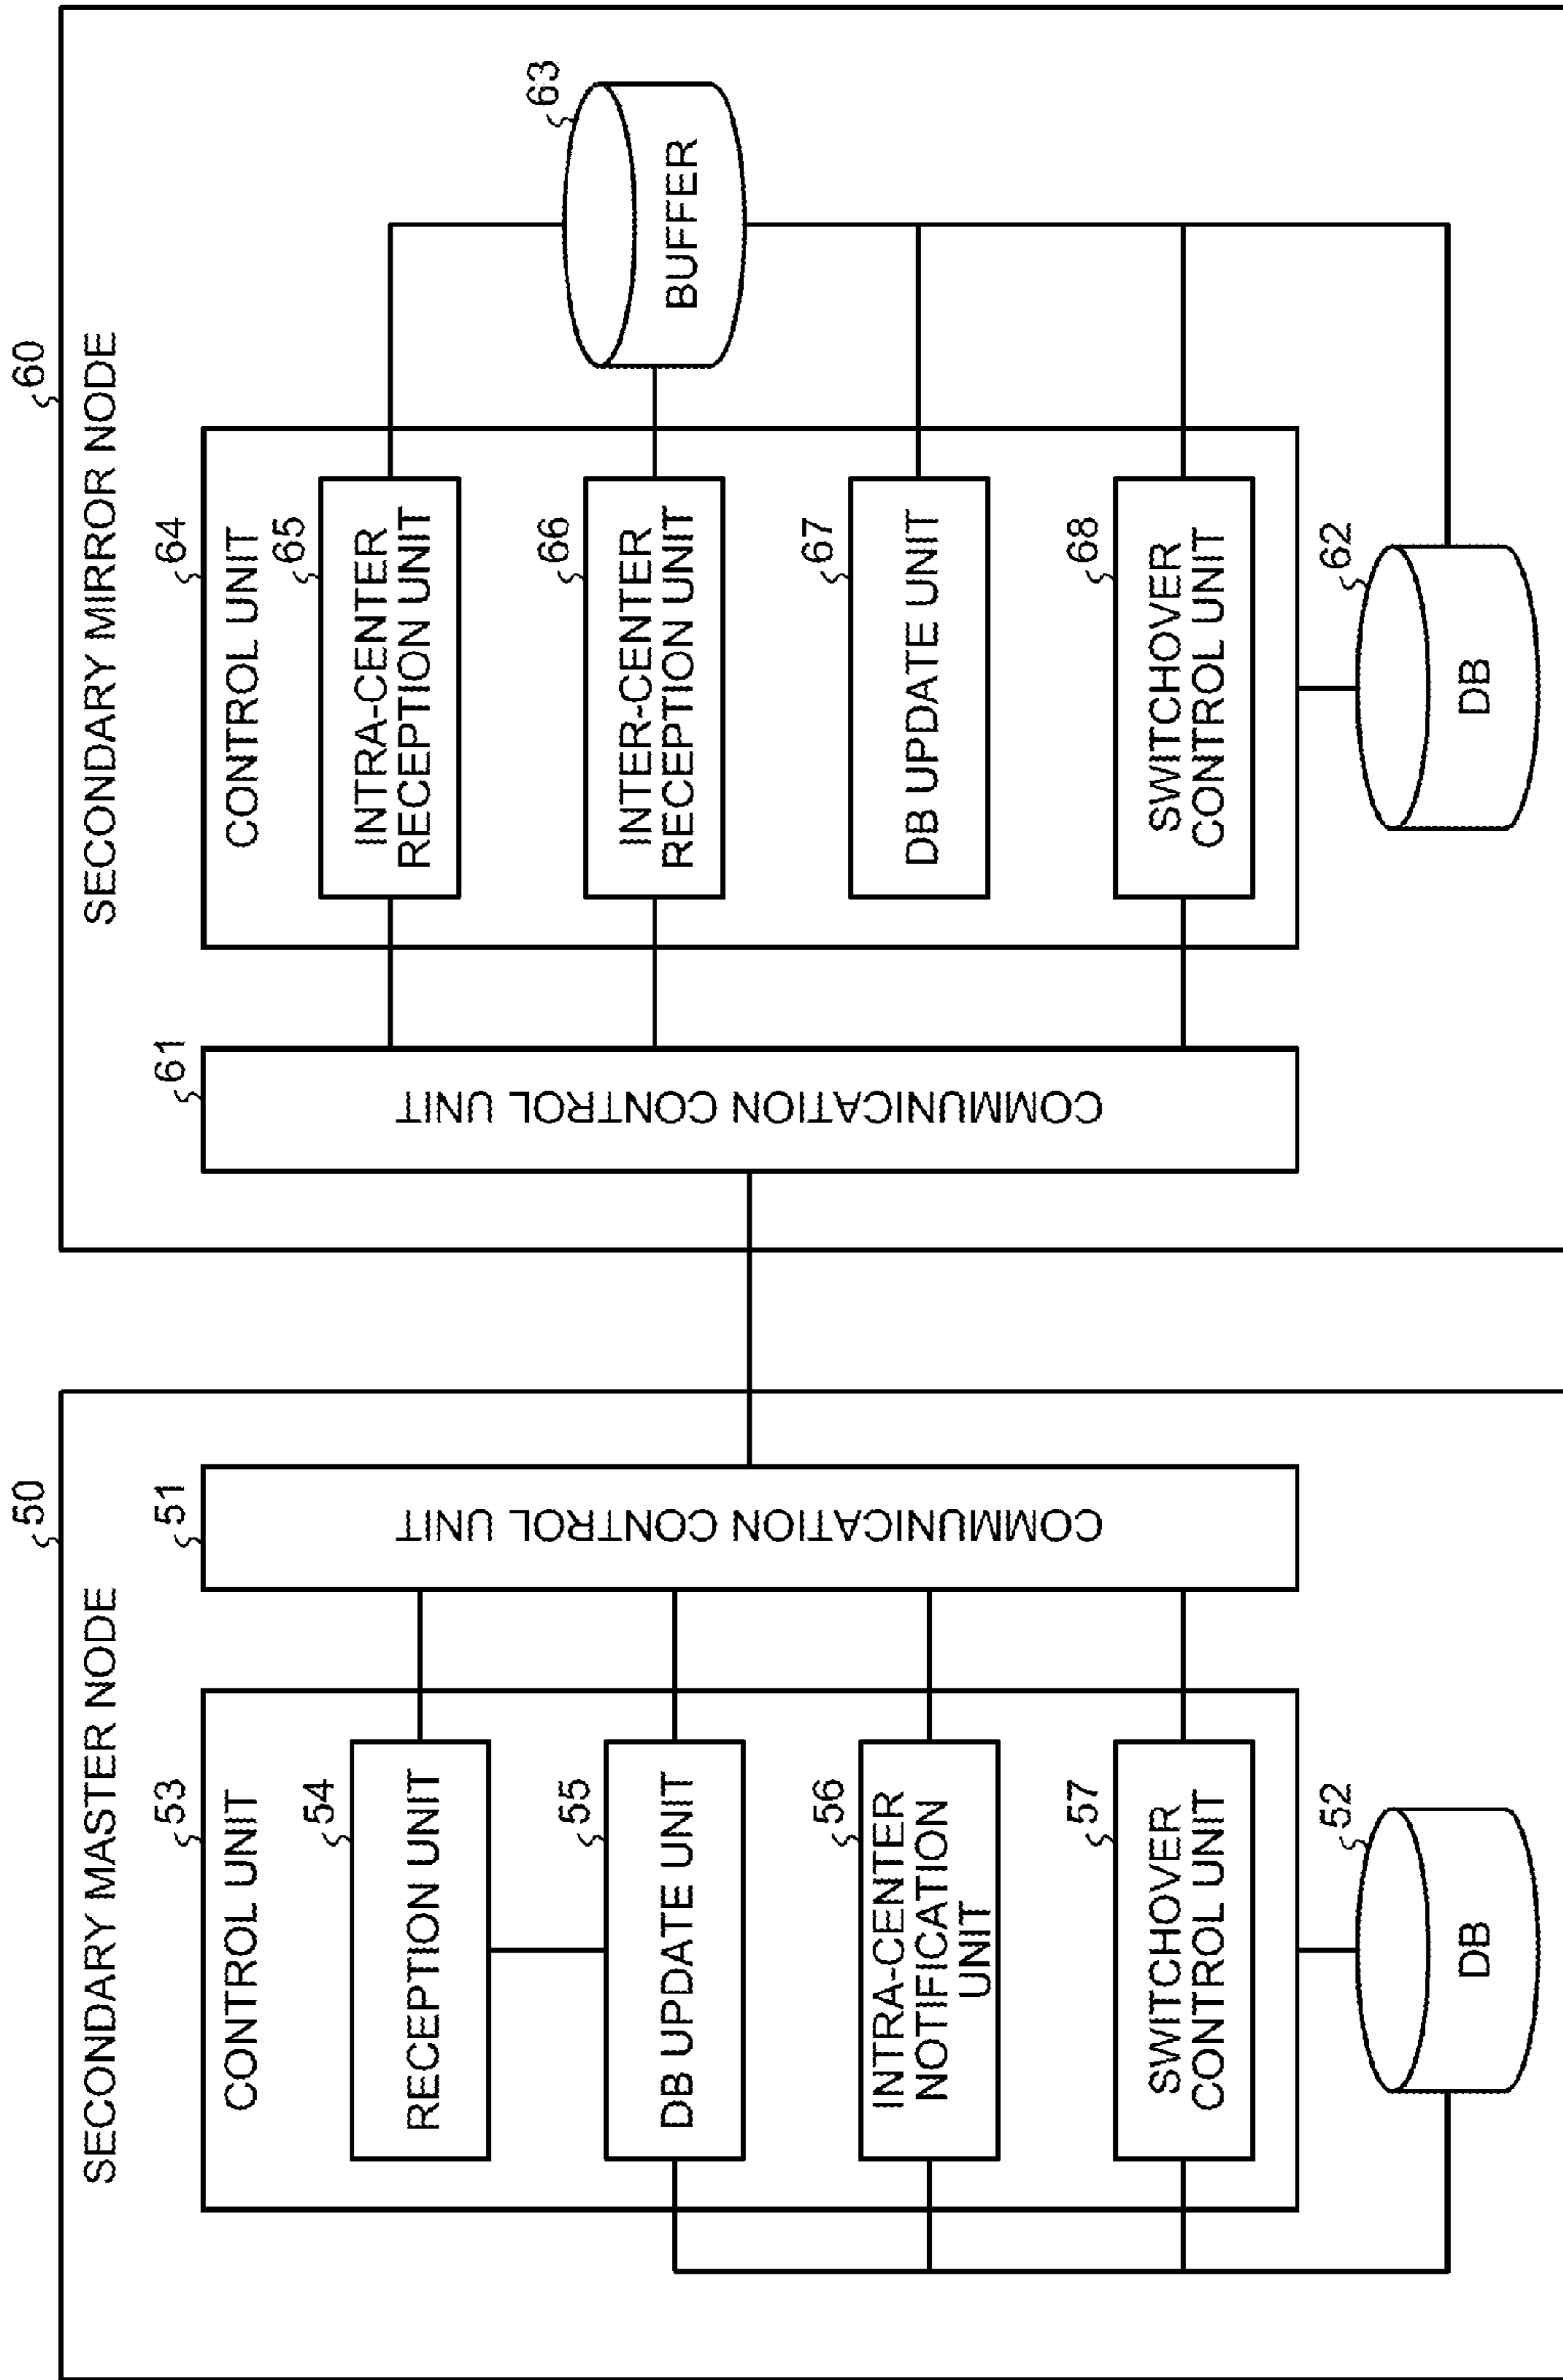 50
SECONDARY MASTER NODE
53
CONTROL UNIT
54
RECEPTION UNIT
55
DB UPDATE UNIT
56
INTRA-CENTER
NOTIFICATION
UNIT
57
SWITCHOVER
CONTROL UNIT
52
DB
51
COMMUNICATION CONTROL UNIT
60
SECONDARY MIRROR NODE
61
COMMUNICATION CONTROL UNIT
64
CONTROL UNIT
65
INTRA-CENTER
RECEPTION UNIT
66
INTER-CENTER
RECEPTION UNIT
67
DB UPDATE UNIT
68
SWITCHOVER
CONTROL UNIT
62
DB
63
BUFFER